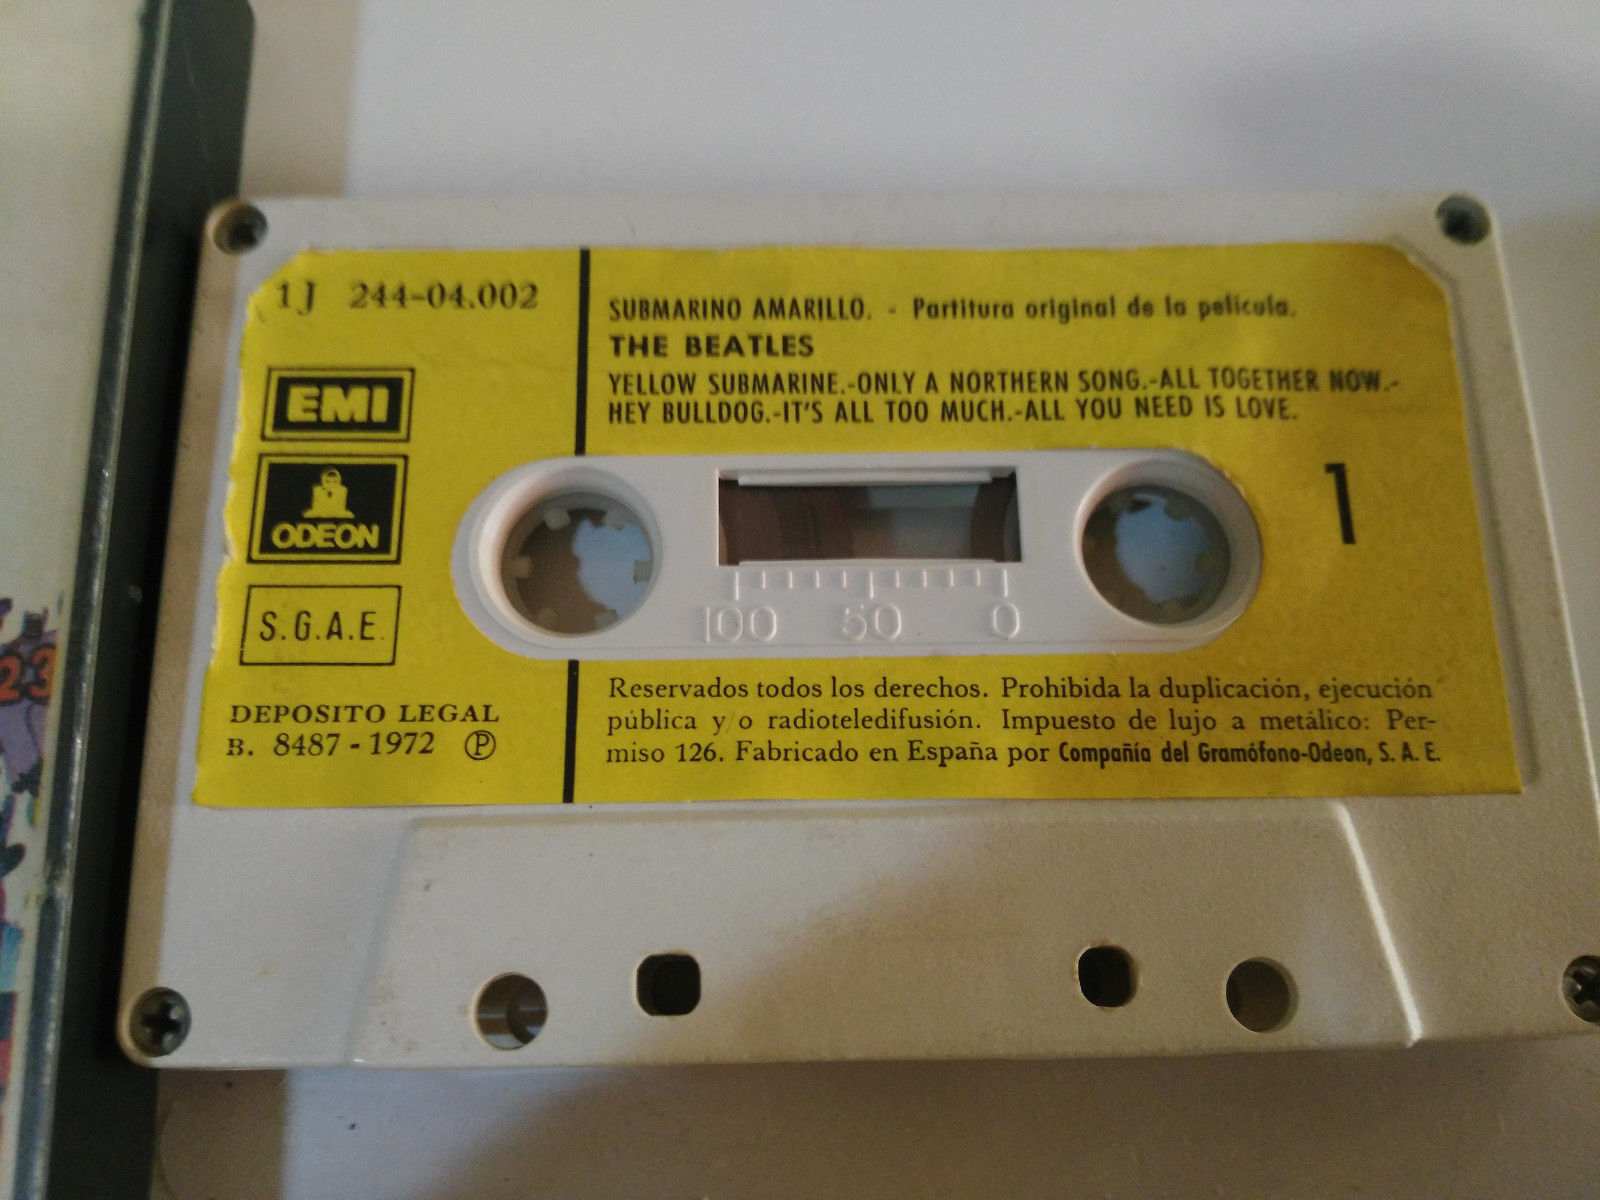 1J 244-04.002
EMI
ODEON
S.G.A.E.
DEPOSITO LEGAL
B. 8487 - 1972 Ⓟ
SUBMARINO AMARILLO. - Partitura original de la película.
THE BEATLES
YELLOW SUBMARINE.-ONLY A NORTHERN SONG.-ALL TOGETHER NOW.-
HEY BULLDOG.-IT'S ALL TOO MUCH.-ALL YOU NEED IS LOVE.
1
100 50 0
Reservados todos los derechos. Prohibida la duplicación, ejecución
pública y/o radioteledifusión. Impuesto de lujo a metálico: Per-
miso 126. Fabricado en España por Compañía del Gramófono-Odeon, S. A. E.
23